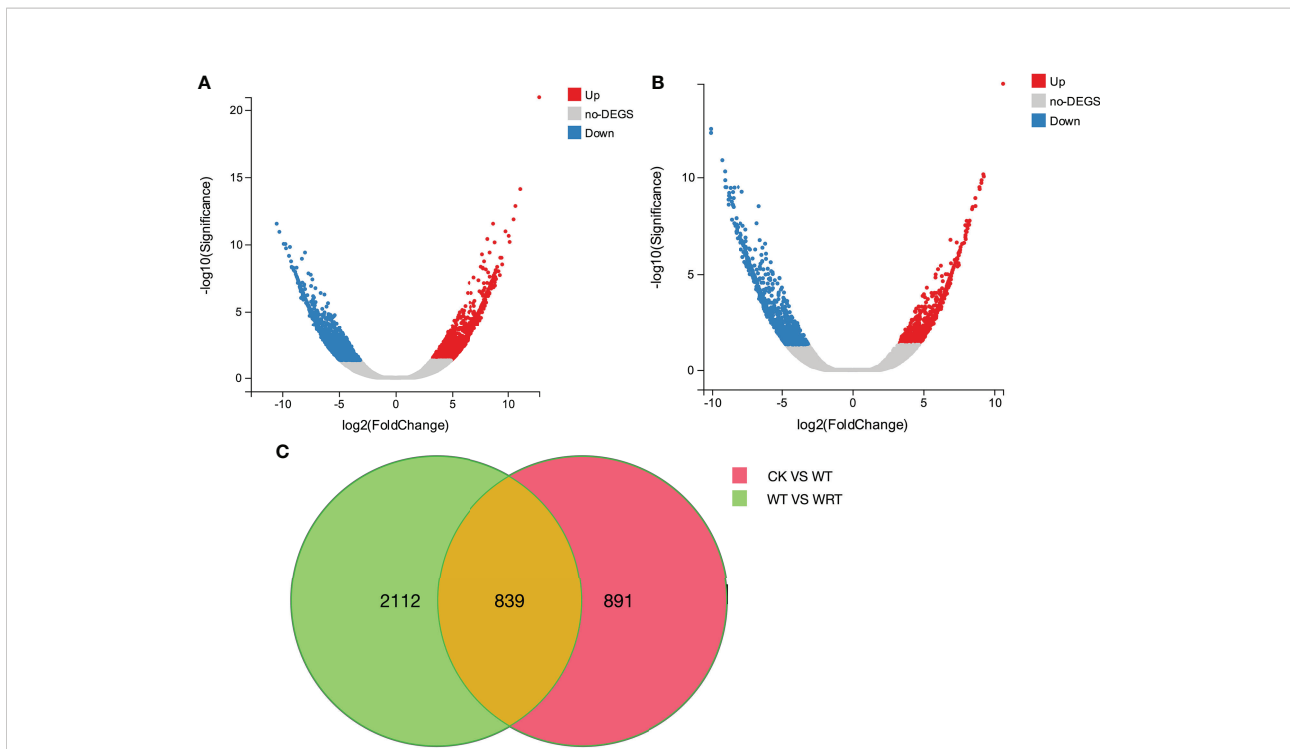 A
Up
no-DEGS
Down
20
15
10
5
0
-log10(Significance)
-10
-5
0
5
10
log2(FoldChange)
B
Up
no-DEGS
Down
10
5
0
-log10(Significance)
-10
-5
0
5
10
log2(FoldChange)
C
CK VS WT
WT VS WRT
2112
839
891